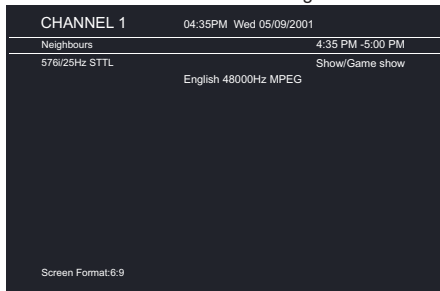 CHANNEL 1 04:35PM Wed 05/09/2001
Neighbours 4:35 PM -5:00 PM
576i/25Hz STTL Show/Game show
English 48000Hz MPEG
Screen Format:6:9